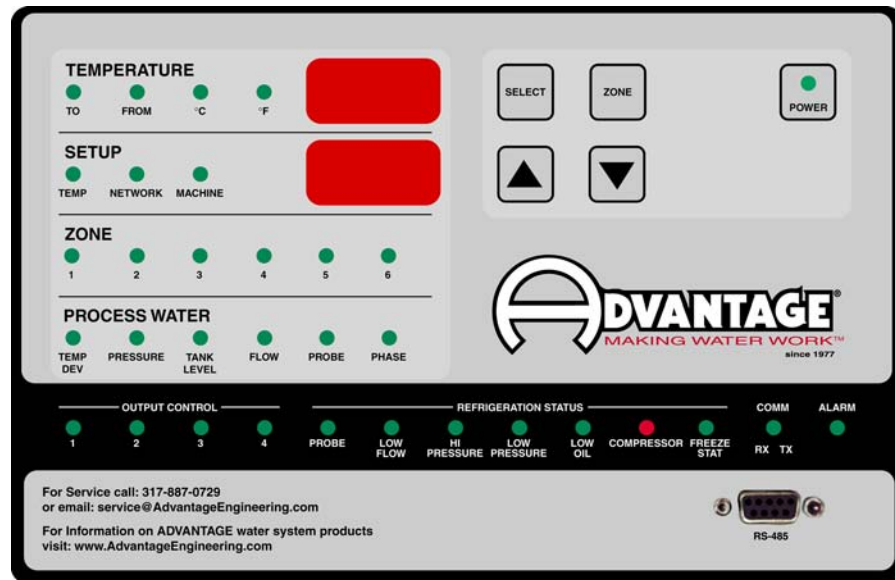 TEMPERATURE
TO FROM °C °F
SETUP
TEMP NETWORK MACHINE
ZONE
1 2 3 4 5 6
PROCESS WATER
TEMP DEV PRESSURE TANK LEVEL FLOW PROBE PHASE
SELECT ZONE POWER
ADVANTAGE®
MAKING WATER WORK™
since 1977
OUTPUT CONTROL
1 2 3 4
REFRIGERATION STATUS
PROBE LOW FLOW HI PRESSURE LOW PRESSURE LOW OIL COMPRESSOR FREEZE STAT
COMM
RX TX
ALARM
For Service call: 317-887-0729
or email: service@AdvantageEngineering.com
For Information on ADVANTAGE water system products
visit: www.AdvantageEngineering.com
RS-485